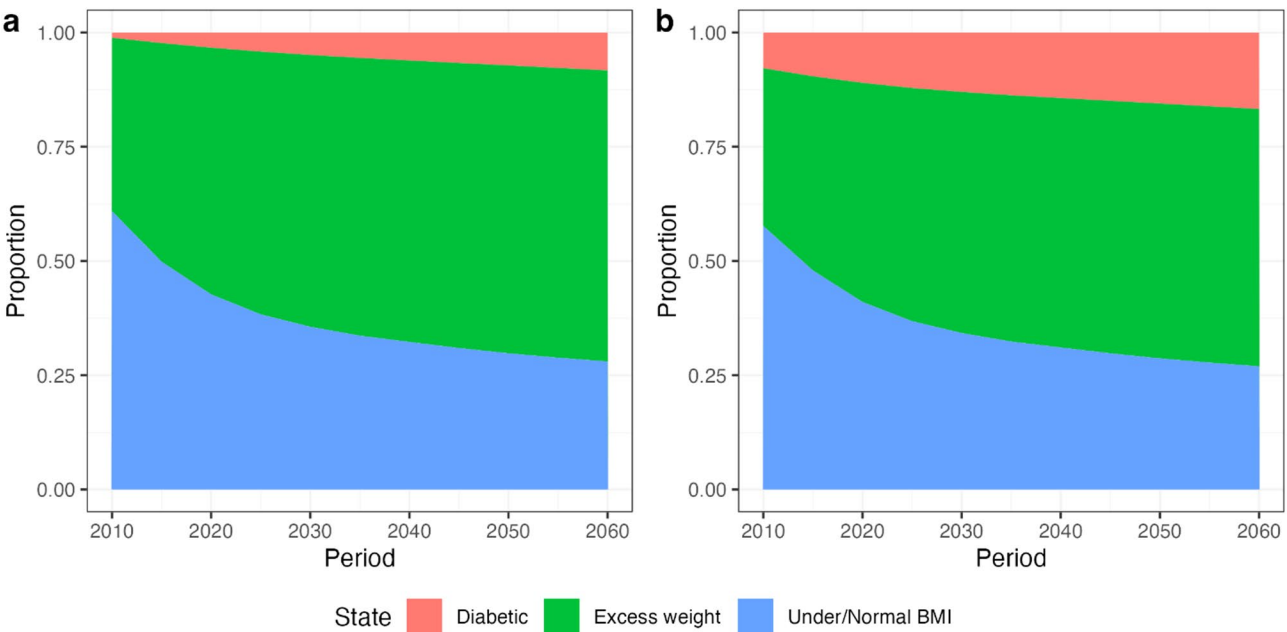 a
1.00
0.75
0.50
0.25
0.00
Proportion
2010 2020 2030 2040 2050 2060
Period
b
1.00
0.75
0.50
0.25
0.00
Proportion
2010 2020 2030 2040 2050 2060
Period
State Diabetic Excess weight Under/Normal BMI